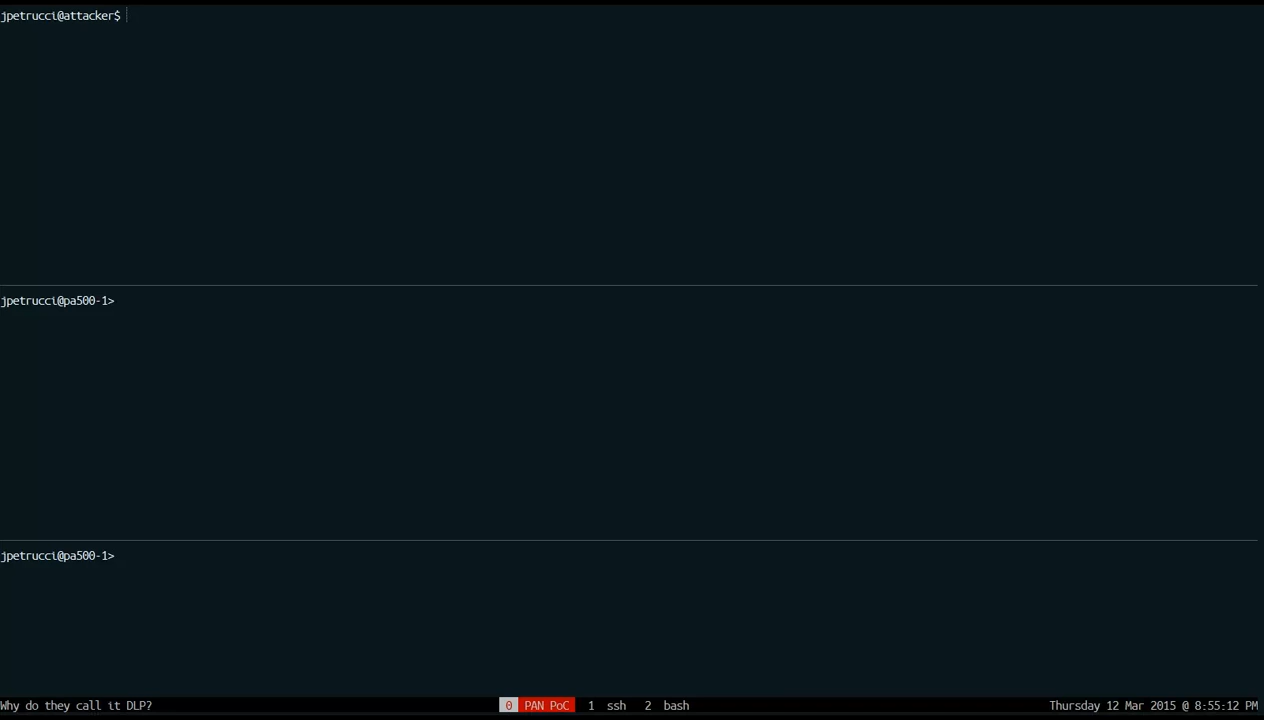 jpetrucci@attacker$
jpetrucci@pa500-1>
jpetrucci@pa500-1>
Why do they call it DLP? 0 PAN PoC 1 ssh 2 bash Thursday 12 Mar 2015 @ 8:55:12 PM